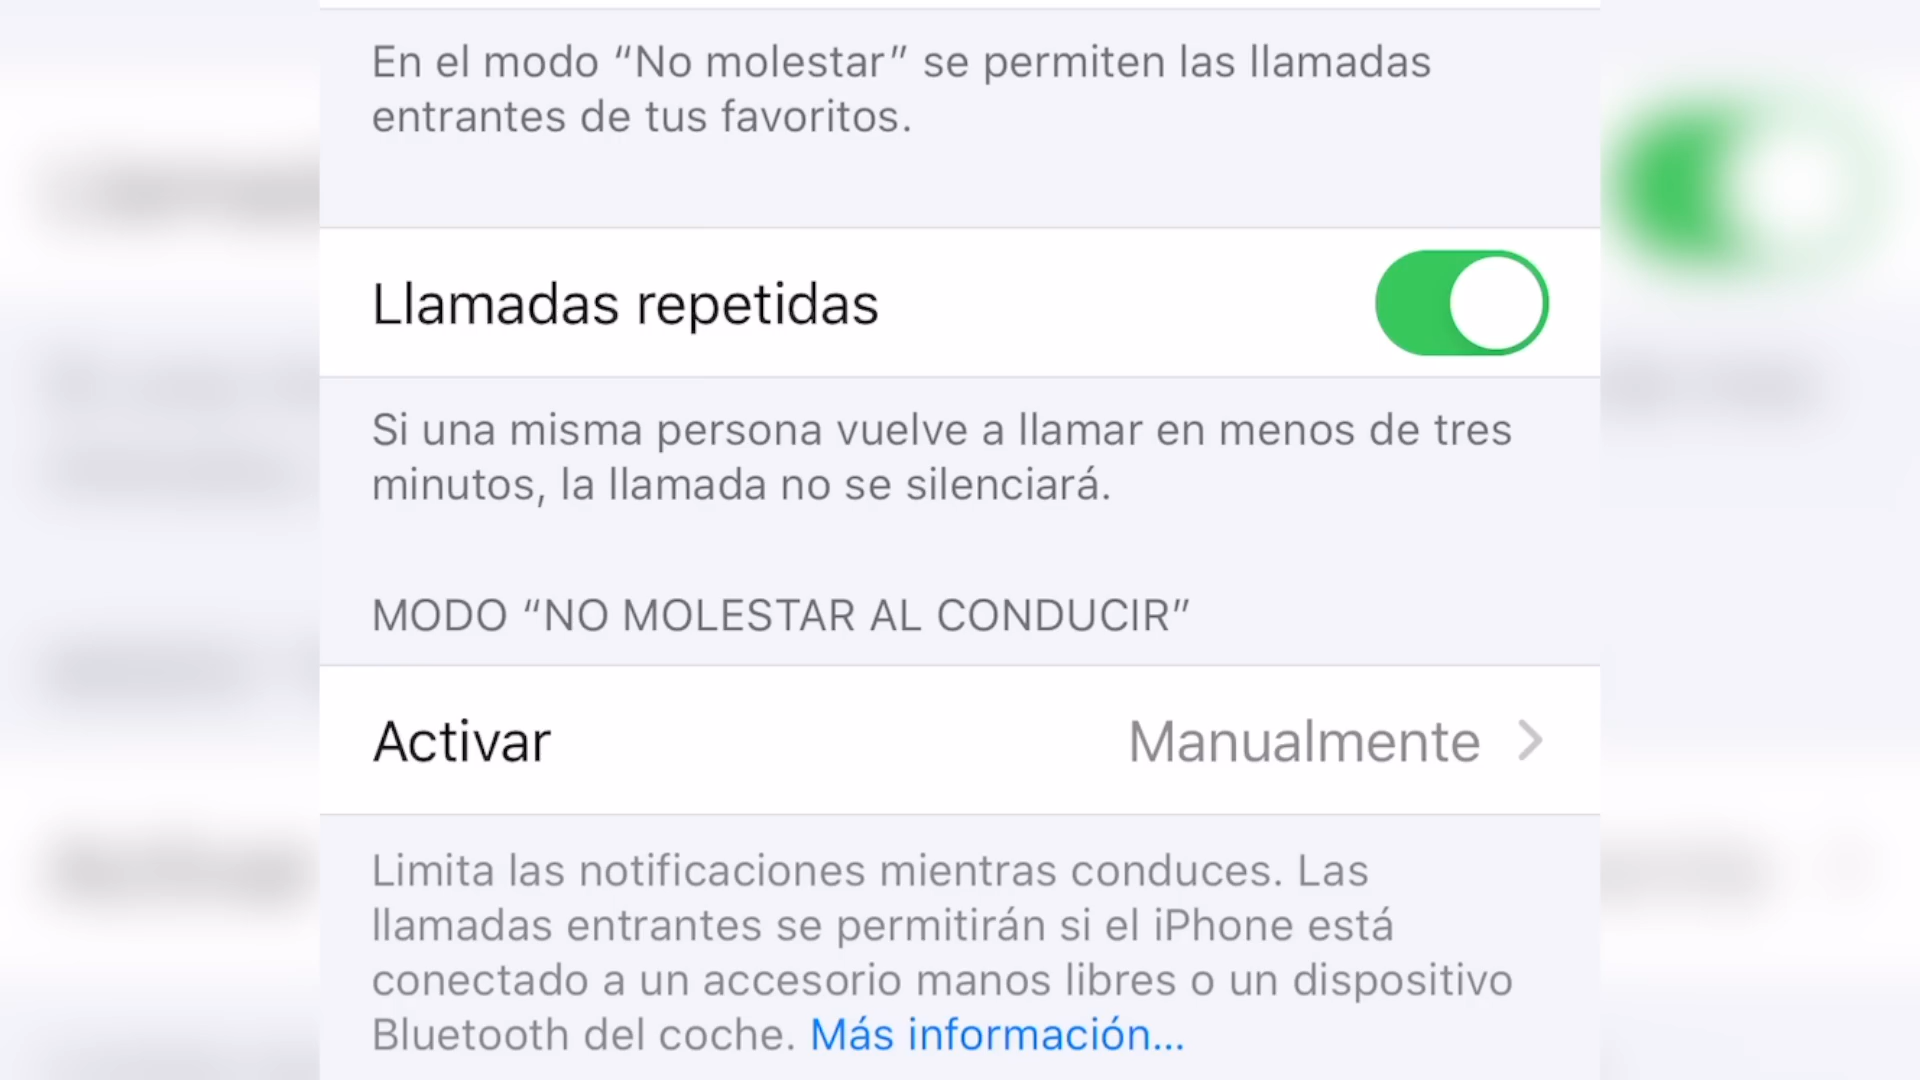 En el modo “No molestar” se permiten las llamadas
entrantes de tus favoritos.
Llamadas repetidas
Si una misma persona vuelve a llamar en menos de tres
minutos, la llamada no se silenciará.
MODO “NO MOLESTAR AL CONDUCIR”
Activar Manualmente
Limita las notificaciones mientras conduces. Las
llamadas entrantes se permitirán si el iPhone está
conectado a un accesorio manos libres o un dispositivo
Bluetooth del coche. Más información...